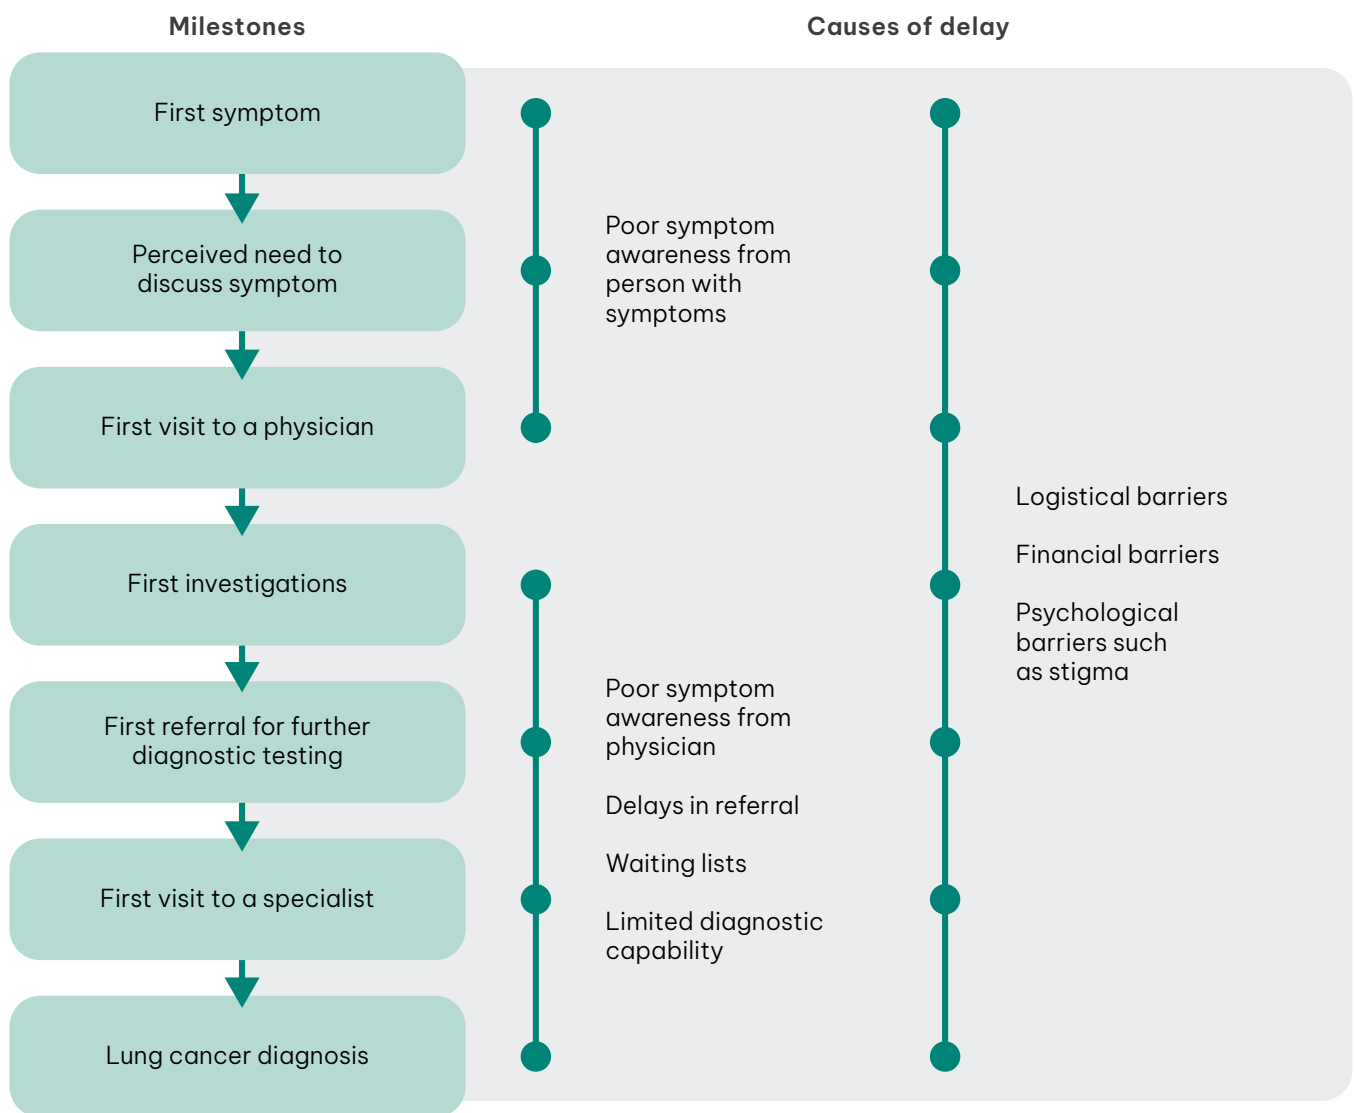 Milestones
Causes of delay
First symptom
Perceived need to
discuss symptom
First visit to a physician
First investigations
First referral for further
diagnostic testing
First visit to a specialist
Lung cancer diagnosis
Poor symptom
awareness from
person with
symptoms
Poor symptom
awareness from
physician
Delays in referral
Waiting lists
Limited diagnostic
capability
Logistical barriers
Financial barriers
Psychological
barriers such
as stigma